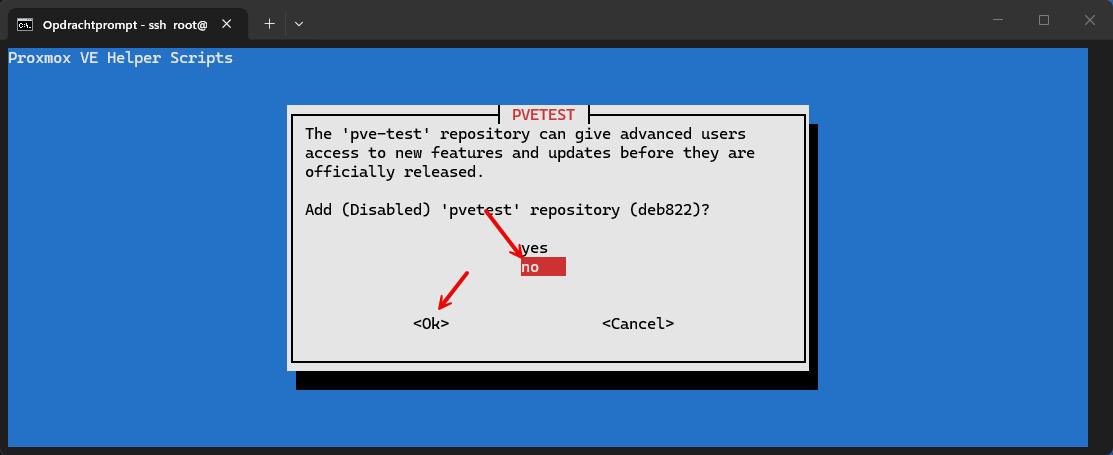 Opdrachtprompt - ssh root@
Proxmox VE Helper Scripts
PVETEST
The 'pve-test' repository can give advanced users
access to new features and updates before they are
officially released.
Add (Disabled) 'pvetest' repository (deb822)?
yes
no
<Ok> <Cancel>